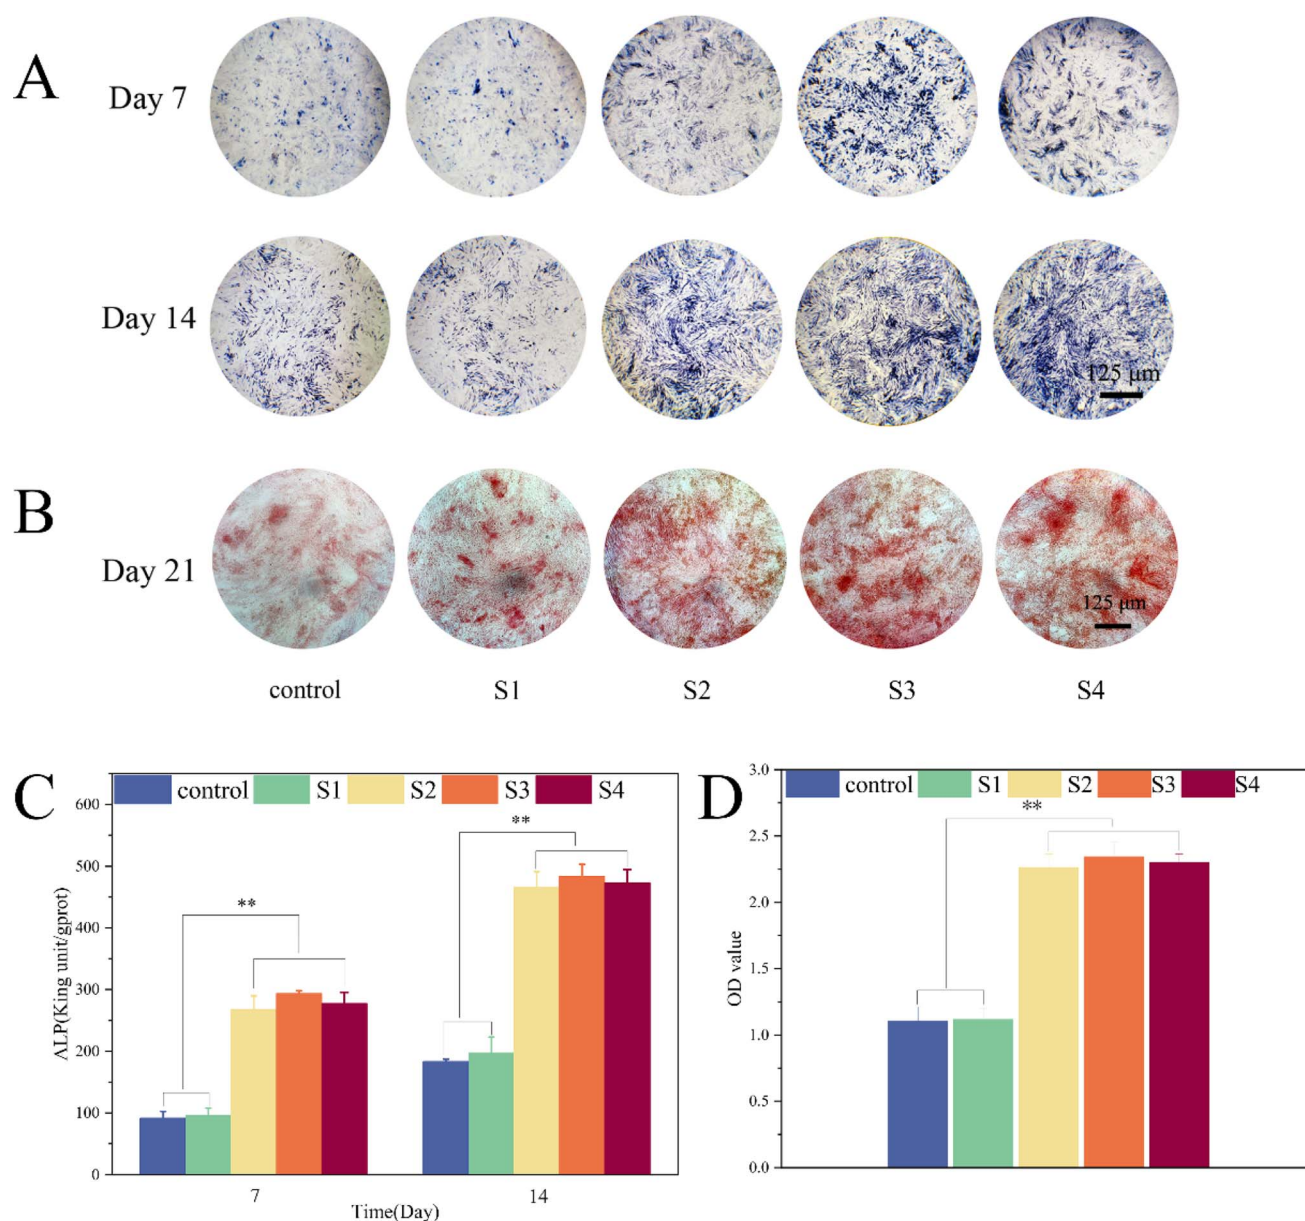 A
Day 7
Day 14
125 μm
B
Day 21
125 μm
control S1 S2 S3 S4
C
control S1 S2 S3 S4
600
500
400
300
200
100
0
ALP(King unit/gprot)
**
**
7 14
Time(Day)
D
control S1 S2 S3 S4
3.0
2.5
2.0
1.5
1.0
0.5
0.0
OD value
**